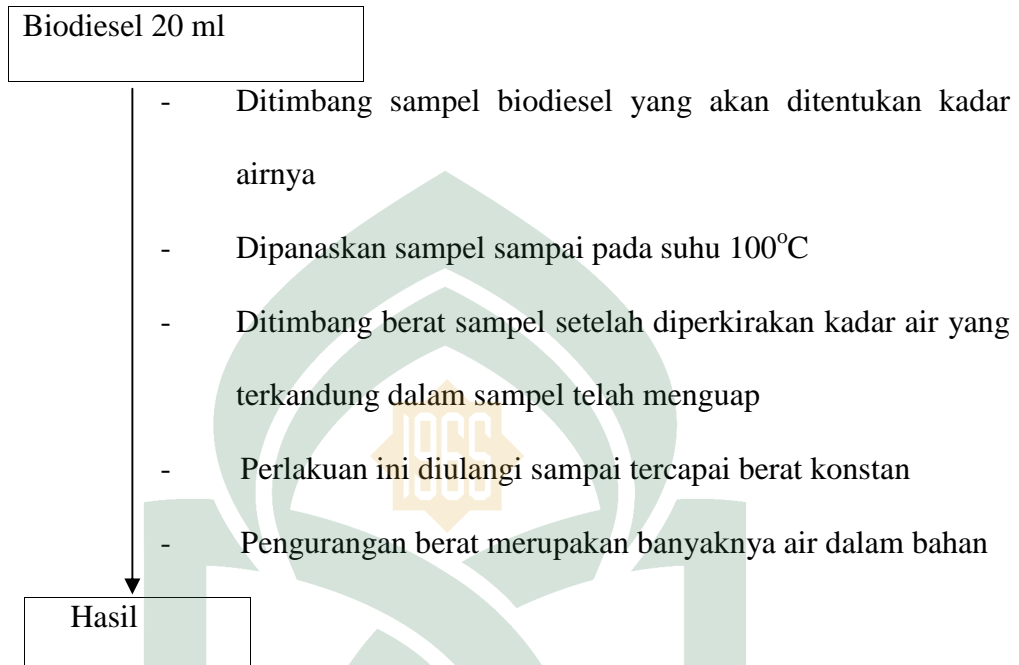 Biodiesel 20 ml
- Ditimbang sampel biodiesel yang akan ditentukan kadar
airnya
- Dipanaskan sampel sampai pada suhu 100°C
- Ditimbang berat sampel setelah diperkirakan kadar air yang
terkandung dalam sampel telah menguap
- Perlakuan ini diulangi sampai tercapai berat konstan
- Pengurangan berat merupakan banyaknya air dalam bahan
Hasil
1965